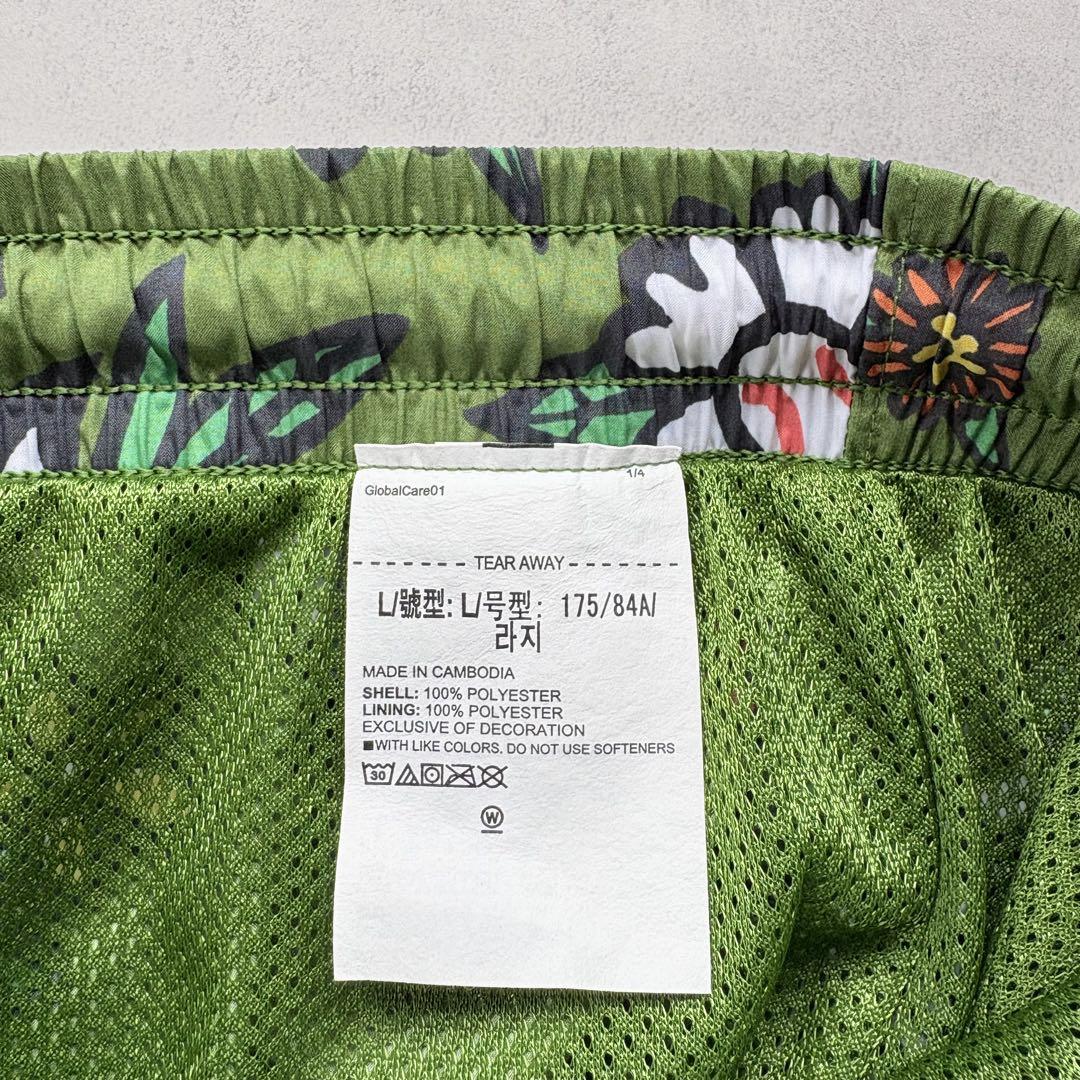 1/4
GlobalCare01
TEAR AWAY
L/號型: L/号型: 175/84A/
라지
MADE IN CAMBODIA
SHELL: 100% POLYESTER
LINING: 100% POLYESTER
EXCLUSIVE OF DECORATION
■WITH LIKE COLORS. DO NOT USE SOFTENERS
30
W